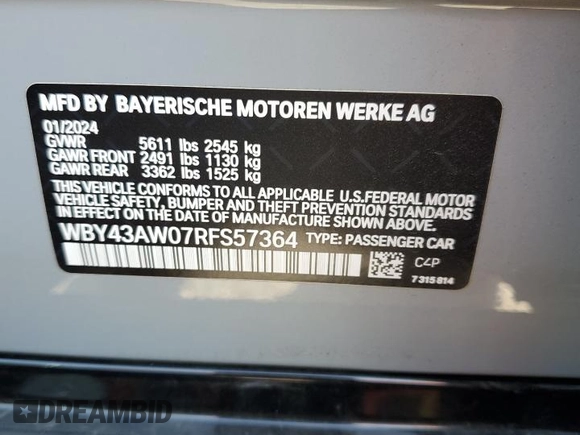 MFD BY BAYERISCHE MOTOREN WERKE AG
01/2024
GVWR 5611 lbs 2545 kg
GAWR FRONT 2491 lbs 1130 kg
GAWR REAR 3362 lbs 1525 kg
THIS VEHICLE CONFORMS TO ALL APPLICABLE U.S.FEDERAL MOTOR
VEHICLE SAFETY, BUMPER AND THEFT PREVENTION STANDARDS
IN EFFECT ON THE DATE OF MANUFACTURE SHOWN ABOVE.
WBY43AW07RFS57364 TYPE: PASSENGER CAR
C4P
7 315 814
DREAMBID